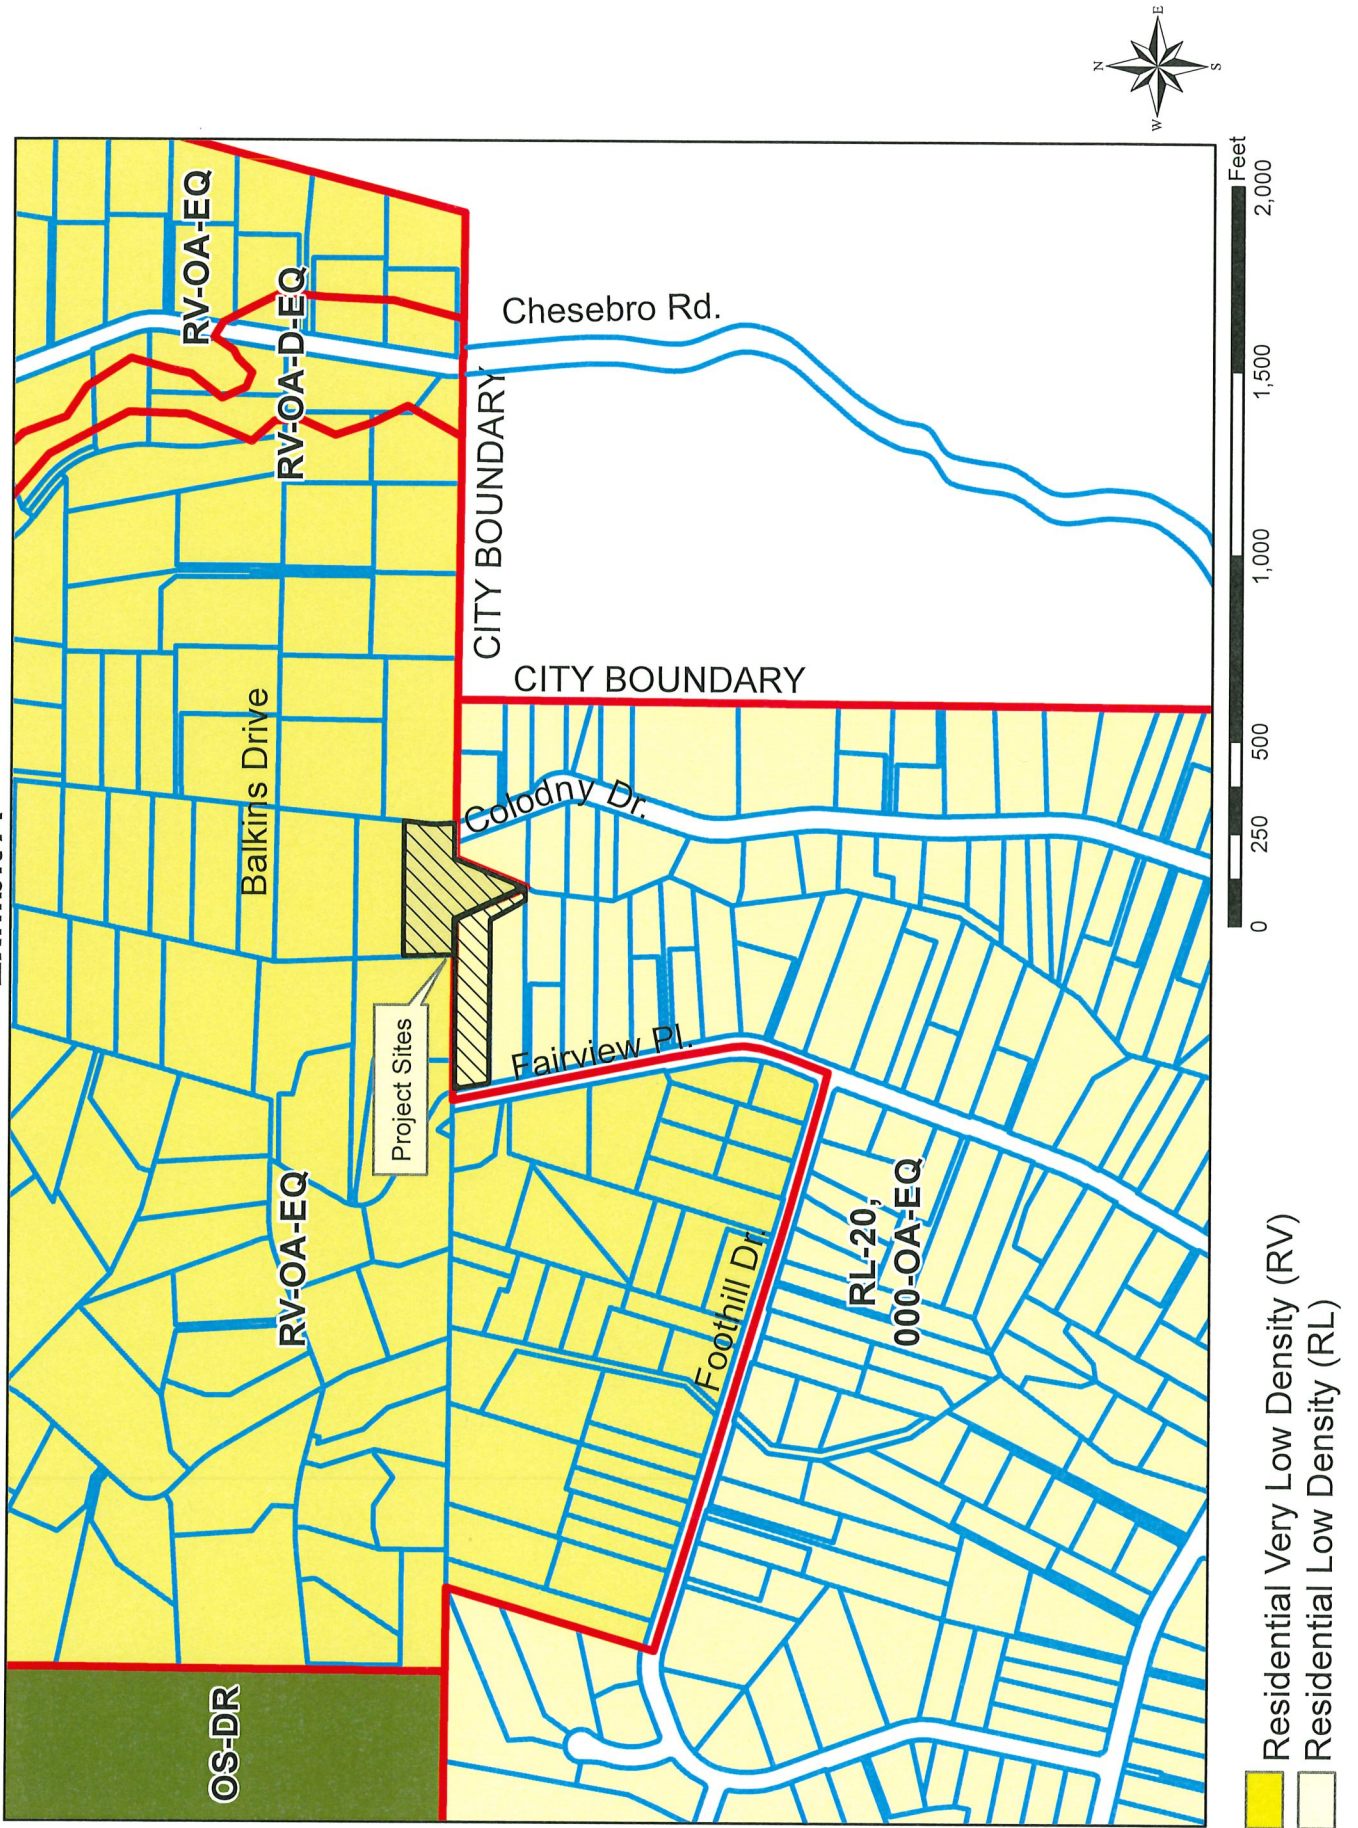 RV-OA-EQ
RV-OA-D-EQ
Chesebro Rd.
CITY BOUNDARY
CITY BOUNDARY
Balkins Drive
Colodny Dr.
Project Sites
Fairview Pl.
RV-OA-EQ
Foothill Dr.
RL-20,
000-OA-EQ
OS-DR
N
E
S
W
0 250 500 1,000 1,500 2,000
Feet
Residential Very Low Density (RV)
Residential Low Density (RL)